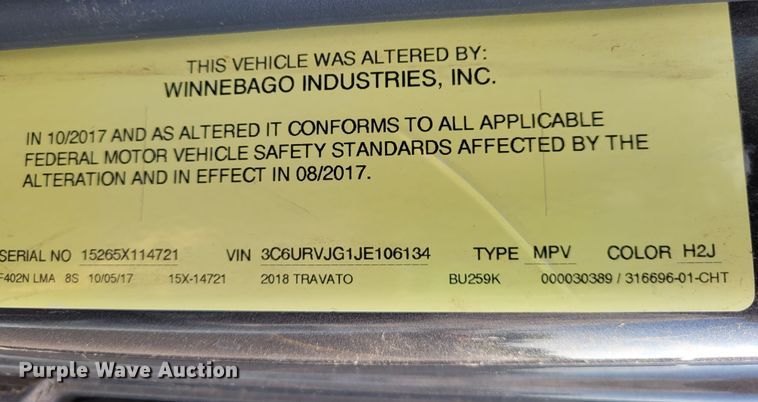 THIS VEHICLE WAS ALTERED BY:
WINNEBAGO INDUSTRIES, INC.
IN 10/2017 AND AS ALTERED IT CONFORMS TO ALL APPLICABLE
FEDERAL MOTOR VEHICLE SAFETY STANDARDS AFFECTED BY THE
ALTERATION AND IN EFFECT IN 08/2017.
SERIAL NO 15265X114721 VIN 3C6URVJG1JE106134 TYPE MPV COLOR H2J
F402N LMA 8S 10/05/17 15X-14721 2018 TRAVATO BU259K 000030389 / 316696-01-CHT
Purple Wave Auction